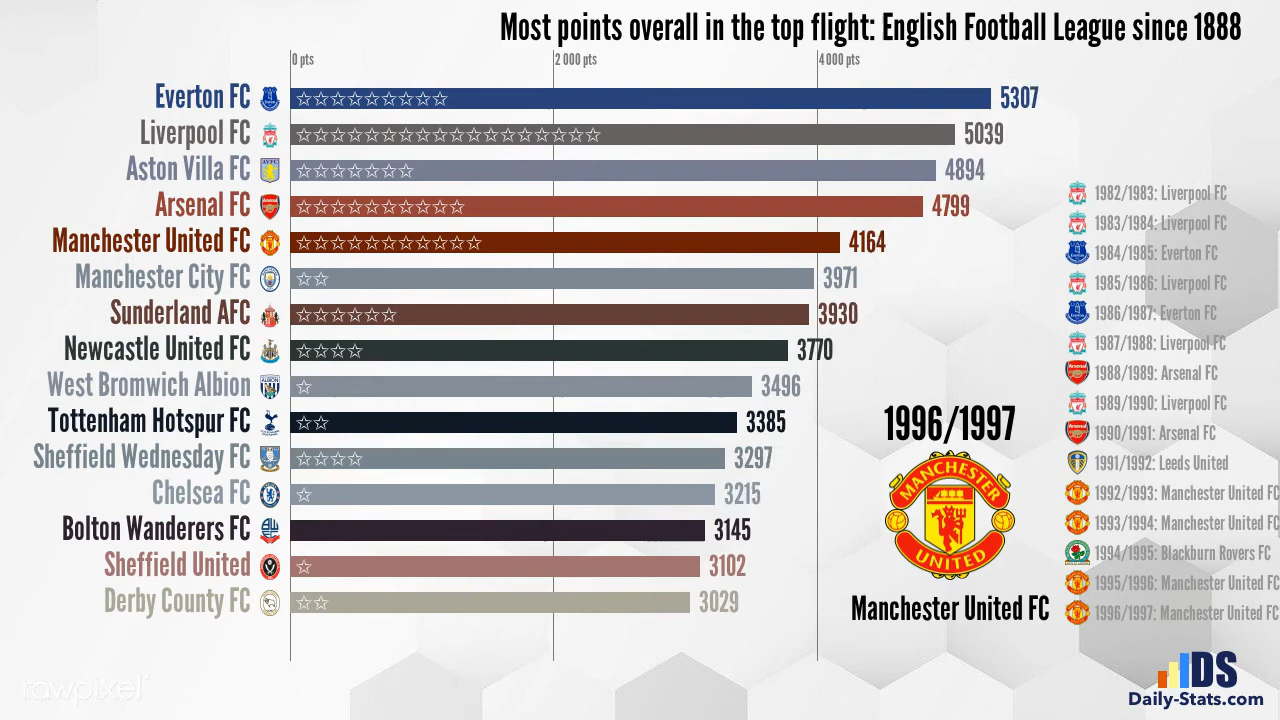 Most points overall in the top flight: English Football League since 1888
0 pts
2 000 pts
4 000 pts
Everton FC 5307
Liverpool FC 5039
Aston Villa FC 4894
Arsenal FC 4799
Manchester United FC 4164
Manchester City FC 3971
Sunderland AFC 3930
Newcastle United FC 3770
West Bromwich Albion 3496
Tottenham Hotspur FC 3385
Sheffield Wednesday FC 3297
Chelsea FC 3215
Bolton Wanderers FC 3145
Sheffield United 3102
Derby County FC 3029
1996/1997
MANCHESTER
UNITED
Manchester United FC
1982/1983: Liverpool FC
1983/1984: Liverpool FC
1984/1985: Everton FC
1985/1986: Liverpool FC
1986/1987: Everton FC
1987/1988: Liverpool FC
1988/1989: Arsenal FC
1989/1990: Liverpool FC
1990/1991: Arsenal FC
1991/1992: Leeds United
1992/1993: Manchester United FC
1993/1994: Manchester United FC
1994/1995: Blackburn Rovers FC
1995/1996: Manchester United FC
1996/1997: Manchester United FC
rawpixel
DS
Daily-Stats.com